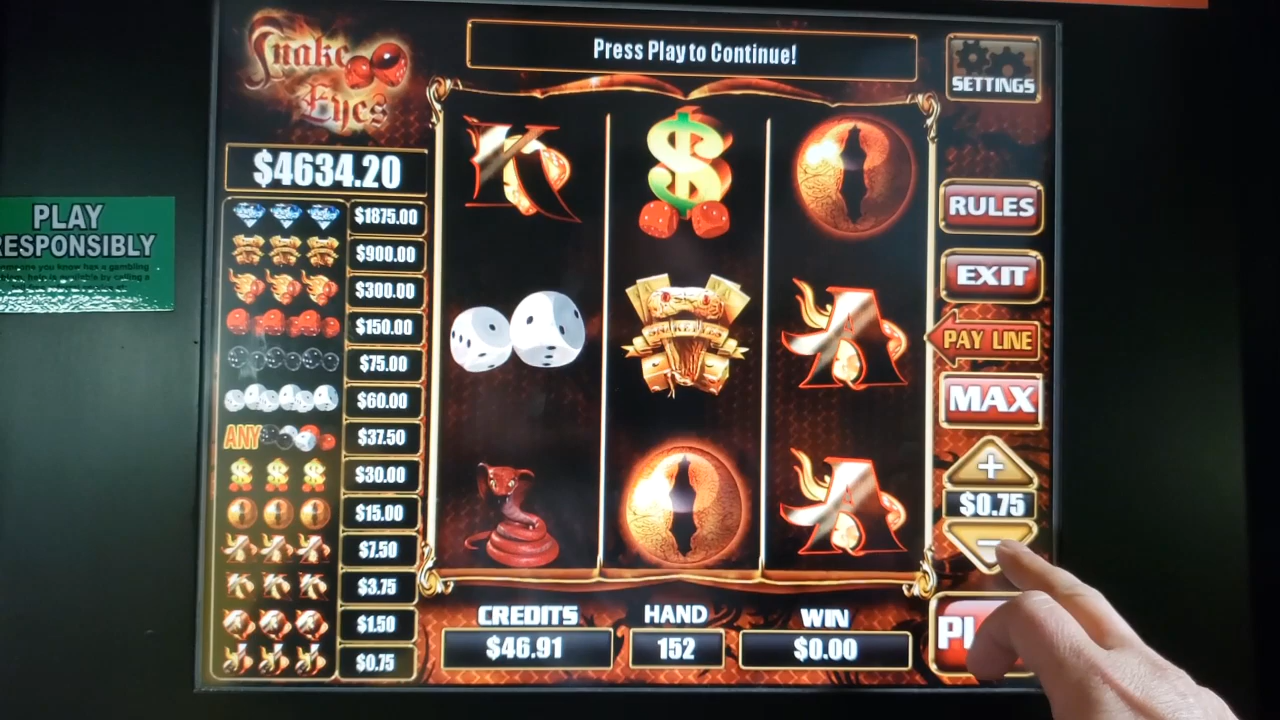 Snake
Eyes
Press Play to Continue!
SETTINGS
$4634.20
PLAY
RESPONSIBLY
$1875.00
$900.00
$300.00
$150.00
$75.00
$60.00
ANY
$37.50
$30.00
$15.00
$7.50
$3.75
$1.50
$0.75
K
$
SNAKE EYES
A
A
RULES
EXIT
PAY LINE
MAX
+
$0.75
-
CREDITS
$46.91
HAND
152
WIN
$0.00